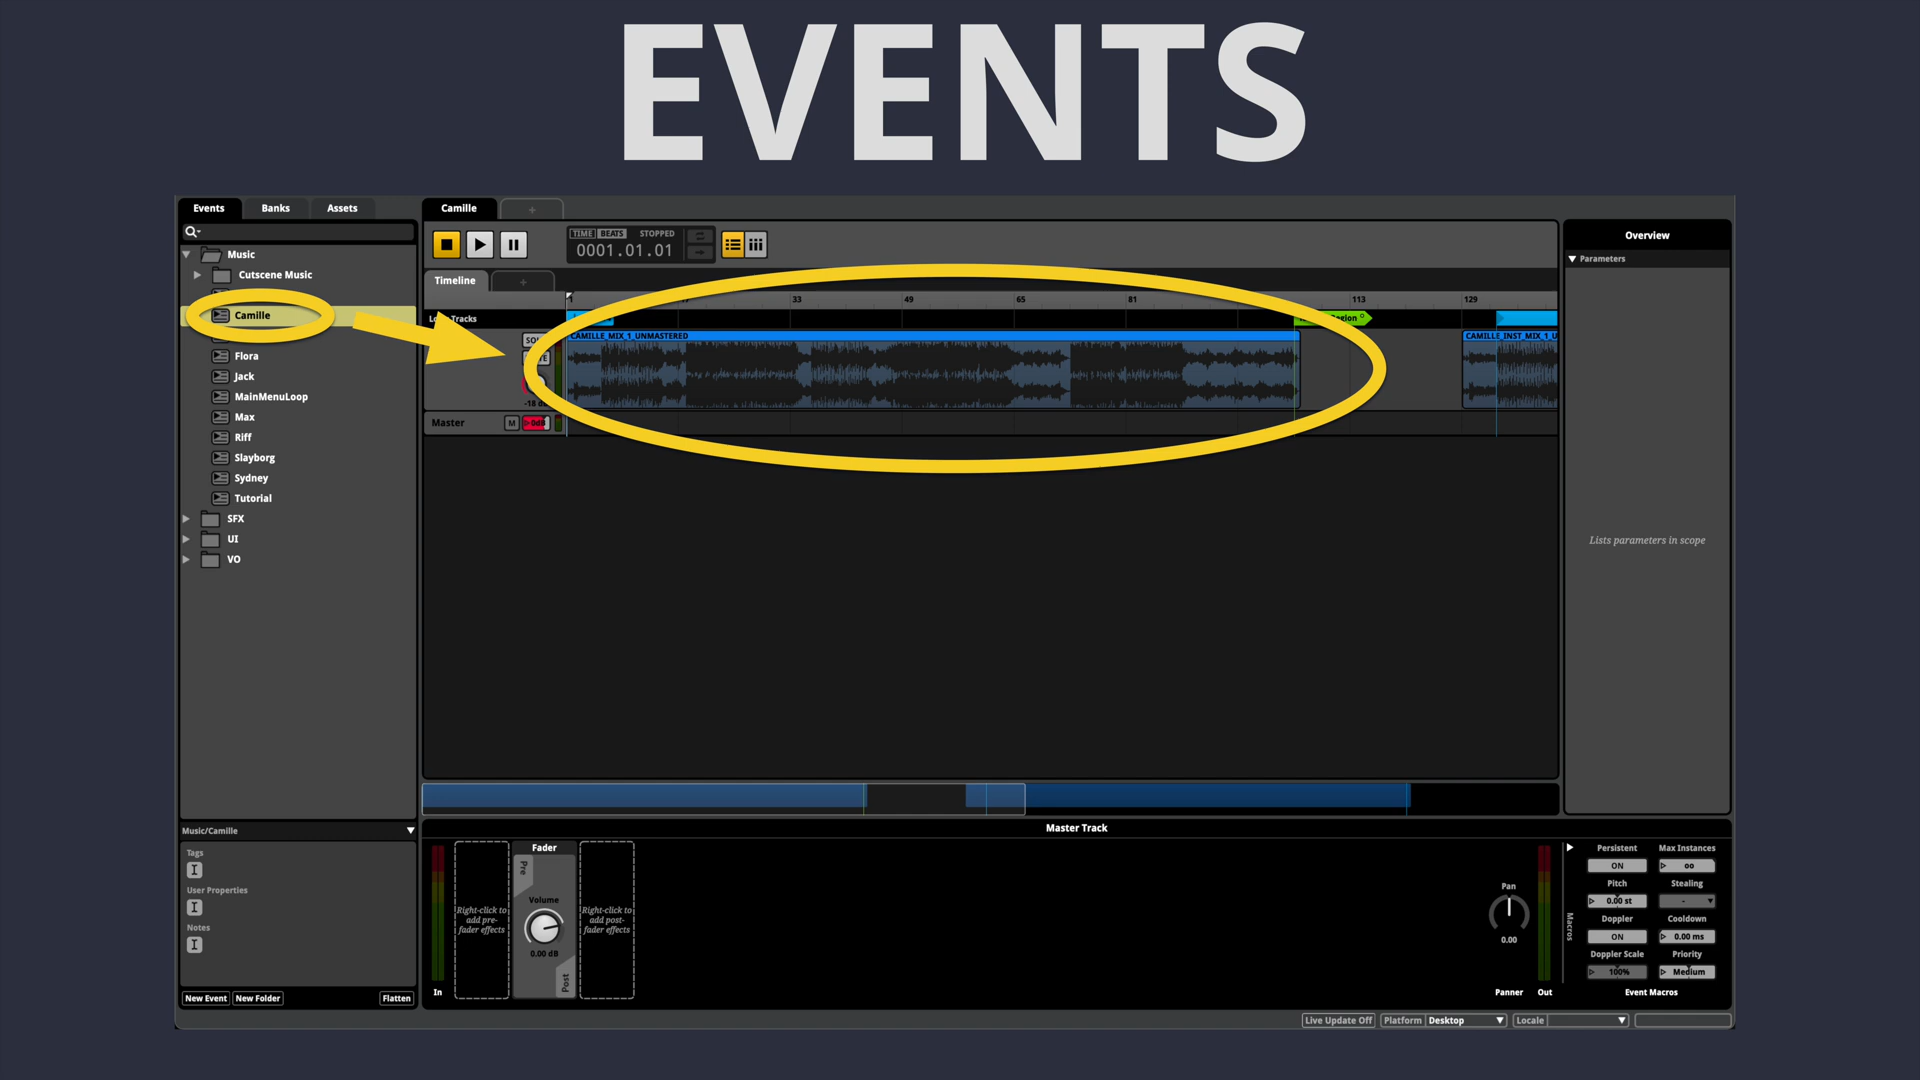 EVENTS
Events Banks Assets
Camille +
TIME BEATS STOPPED
0001.01.01
Overview
Parameters
Music
Cutscene Music
Camille
Flora
Jack
MainMenuLoop
Max
Riff
Slayborg
Sydney
Tutorial
SFX
UI
VO
Timeline +
1 33 49 65 81 113 129
Tracks
CAMILLE_MIX_1_UNMASTERED
CAMILLE_INST_MIX_1_U
Master M 0dB
Lists parameters in scope
Music/Camille
Tags
User Properties
Notes
New Event New Folder Flatten
Master Track
Fader
Pre
Right-click to add pre-fader effects
Volume
0.00 dB
Post
Right-click to add post-fader effects
In
Pan
0.00
Panner Out
Macros
Persistent Max Instances
ON oo
Pitch Stealing
0.00 st -
Doppler Cooldown
ON 0.00 ms
Doppler Scale Priority
100% Medium
Event Macros
Live Update Off Platform Desktop Locale